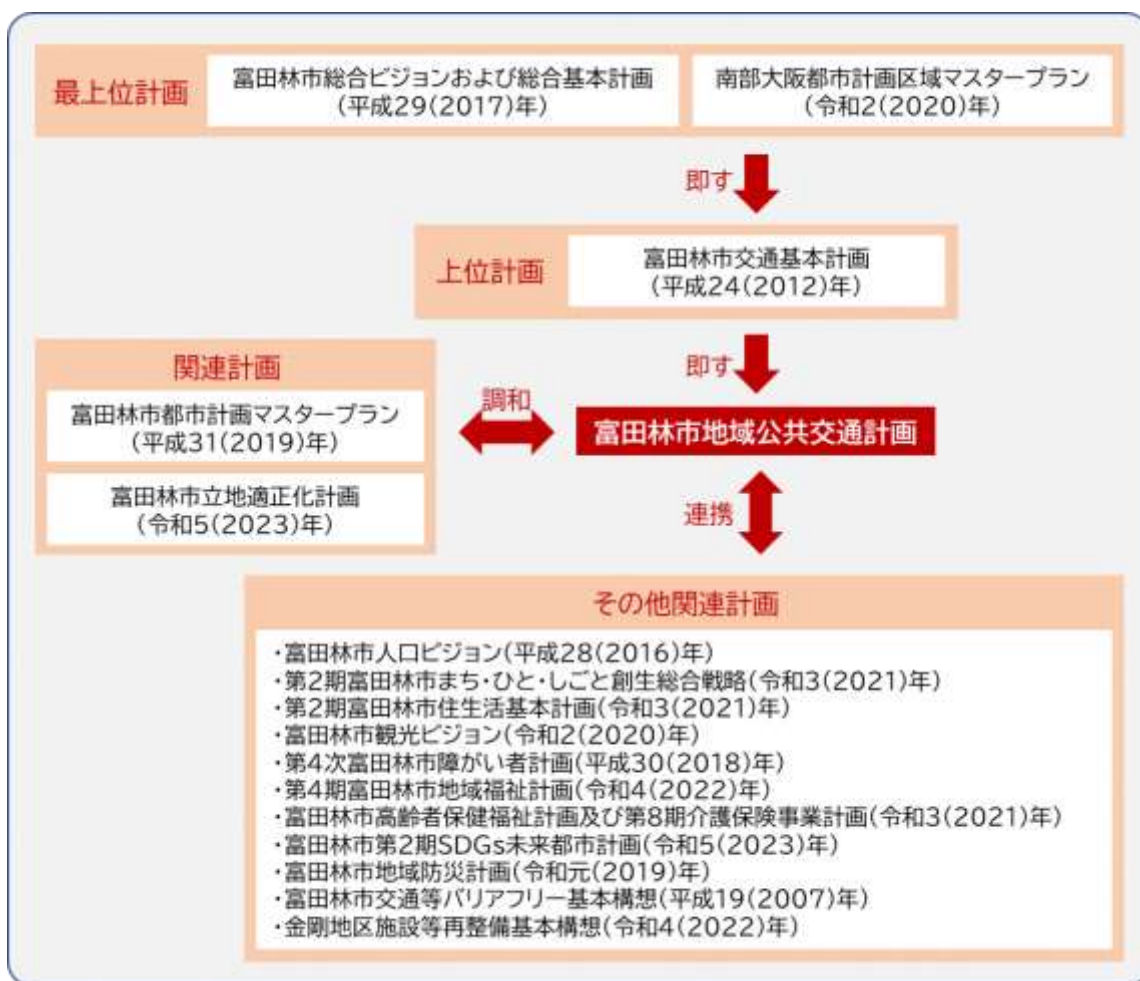 最上位計画
富田林市総合ビジョンおよび総合基本計画
(平成29(2017)年)
南部大阪都市計画区域マスタープラン
(令和2(2020)年)
即す
上位計画
富田林市交通基本計画
(平成24(2012)年)
即す
関連計画
富田林市都市計画マスタープラン
(平成31(2019)年)
富田林市立地適正化計画
(令和5(2023)年)
調和
富田林市地域公共交通計画
連携
その他関連計画
・富田林市人口ビジョン(平成28(2016)年)
・第2期富田林市まち・ひと・しごと創生総合戦略(令和3(2021)年)
・第2期富田林市住生活基本計画(令和3(2021)年)
・富田林市観光ビジョン(令和2(2020)年)
・第4次富田林市障がい者計画(平成30(2018)年)
・第4期富田林市地域福祉計画(令和4(2022)年)
・富田林市高齢者保健福祉計画及び第8期介護保険事業計画(令和3(2021)年)
・富田林市第2期SDGs未来都市計画(令和5(2023)年)
・富田林市地域防災計画(令和元(2019)年)
・富田林市交通等バリアフリー基本構想(平成19(2007)年)
・金剛地区施設等再整備基本構想(令和4(2022)年)